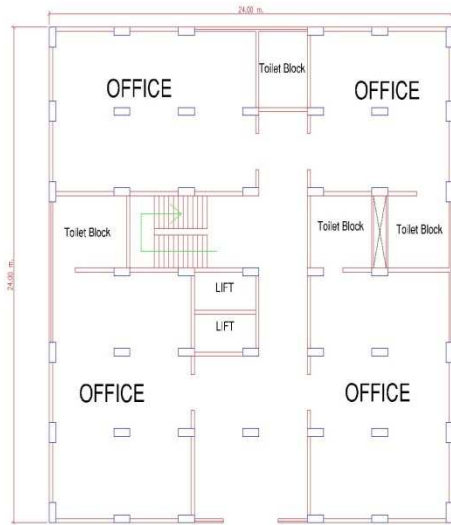 24.00 m.
Toilet Block
OFFICE
OFFICE
24.00 m.
Toilet Block
Toilet Block
Toilet Block
LIFT
LIFT
OFFICE
OFFICE